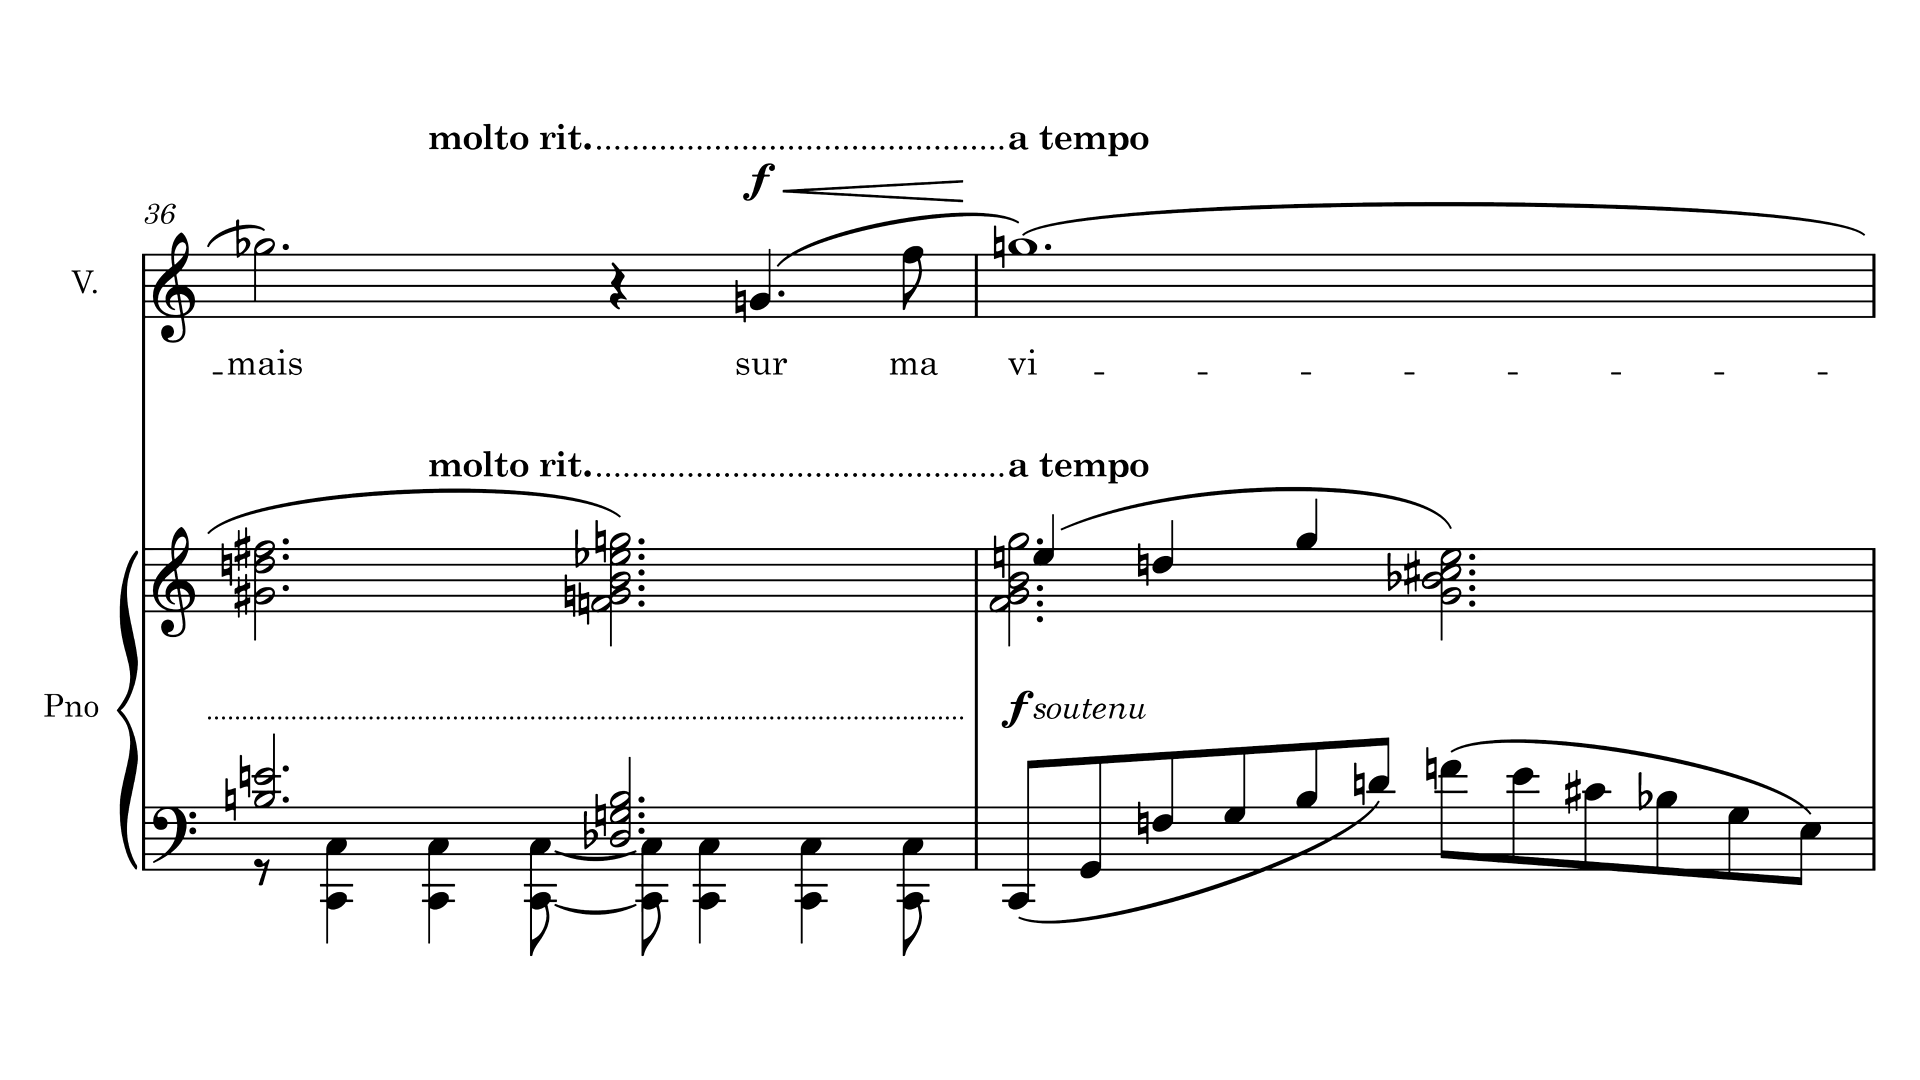 molto rit. a tempo
f
36
V.
- mais sur ma vi - - - - - - - -
molto rit. a tempo
Pno
f soutenu